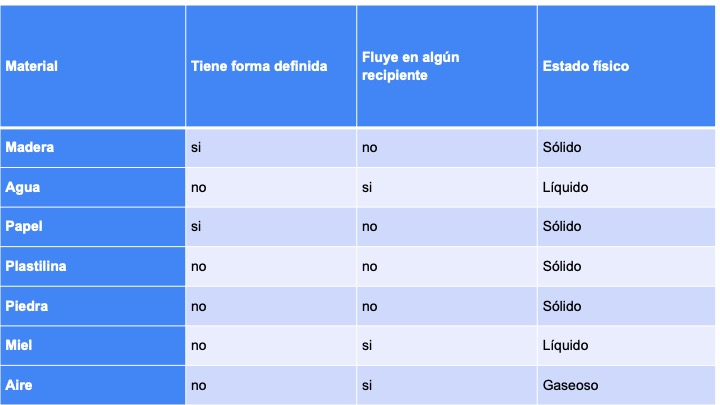 Material Tiene forma definida Fluye en algún recipiente Estado físico
Madera si no Sólido
Agua no si Líquido
Papel si no Sólido
Plastilina no no Sólido
Piedra no no Sólido
Miel no si Líquido
Aire no si Gaseoso